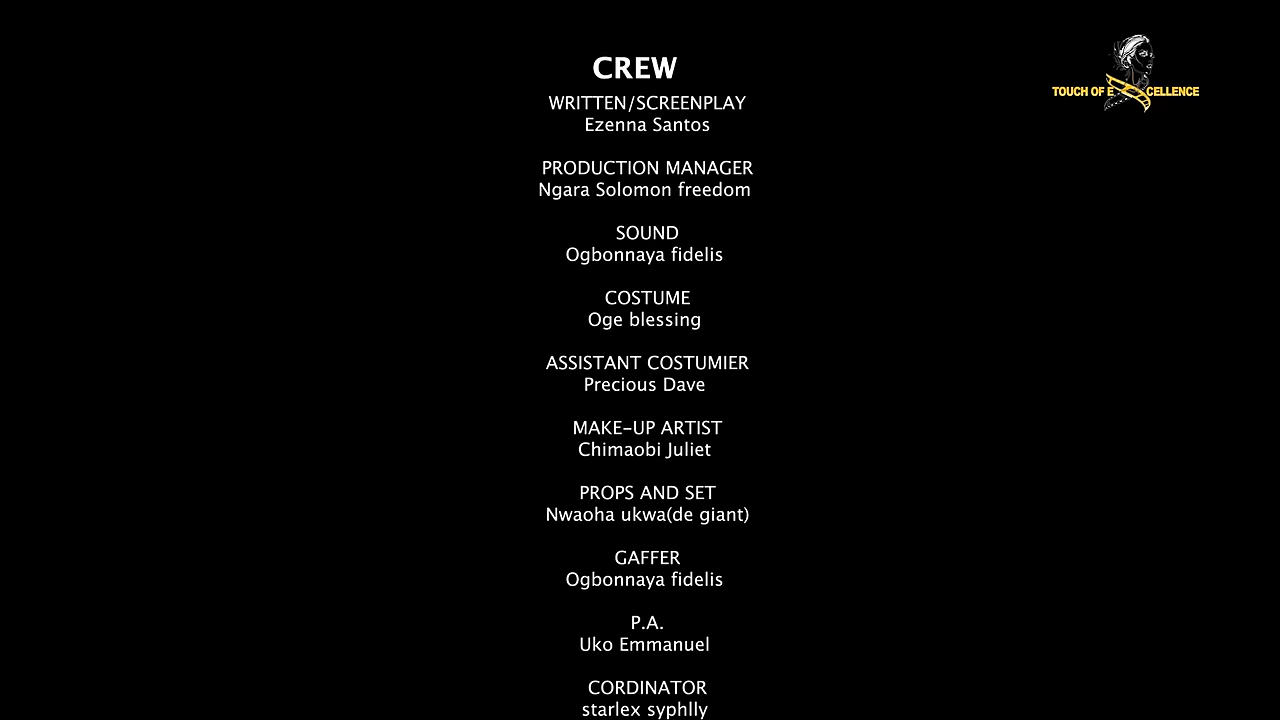 CREW
WRITTEN/SCREENPLAY
Ezenna Santos
PRODUCTION MANAGER
Ngara Solomon freedom
SOUND
Ogbonnaya fidelis
COSTUME
Oge blessing
ASSISTANT COSTUMIER
Precious Dave
MAKE-UP ARTIST
Chimaobi Juliet
PROPS AND SET
Nwaoha ukwa(de giant)
GAFFER
Ogbonnaya fidelis
P.A.
Uko Emmanuel
CORDINATOR
starlex syphlly
TOUCH OF EXCELLENCE